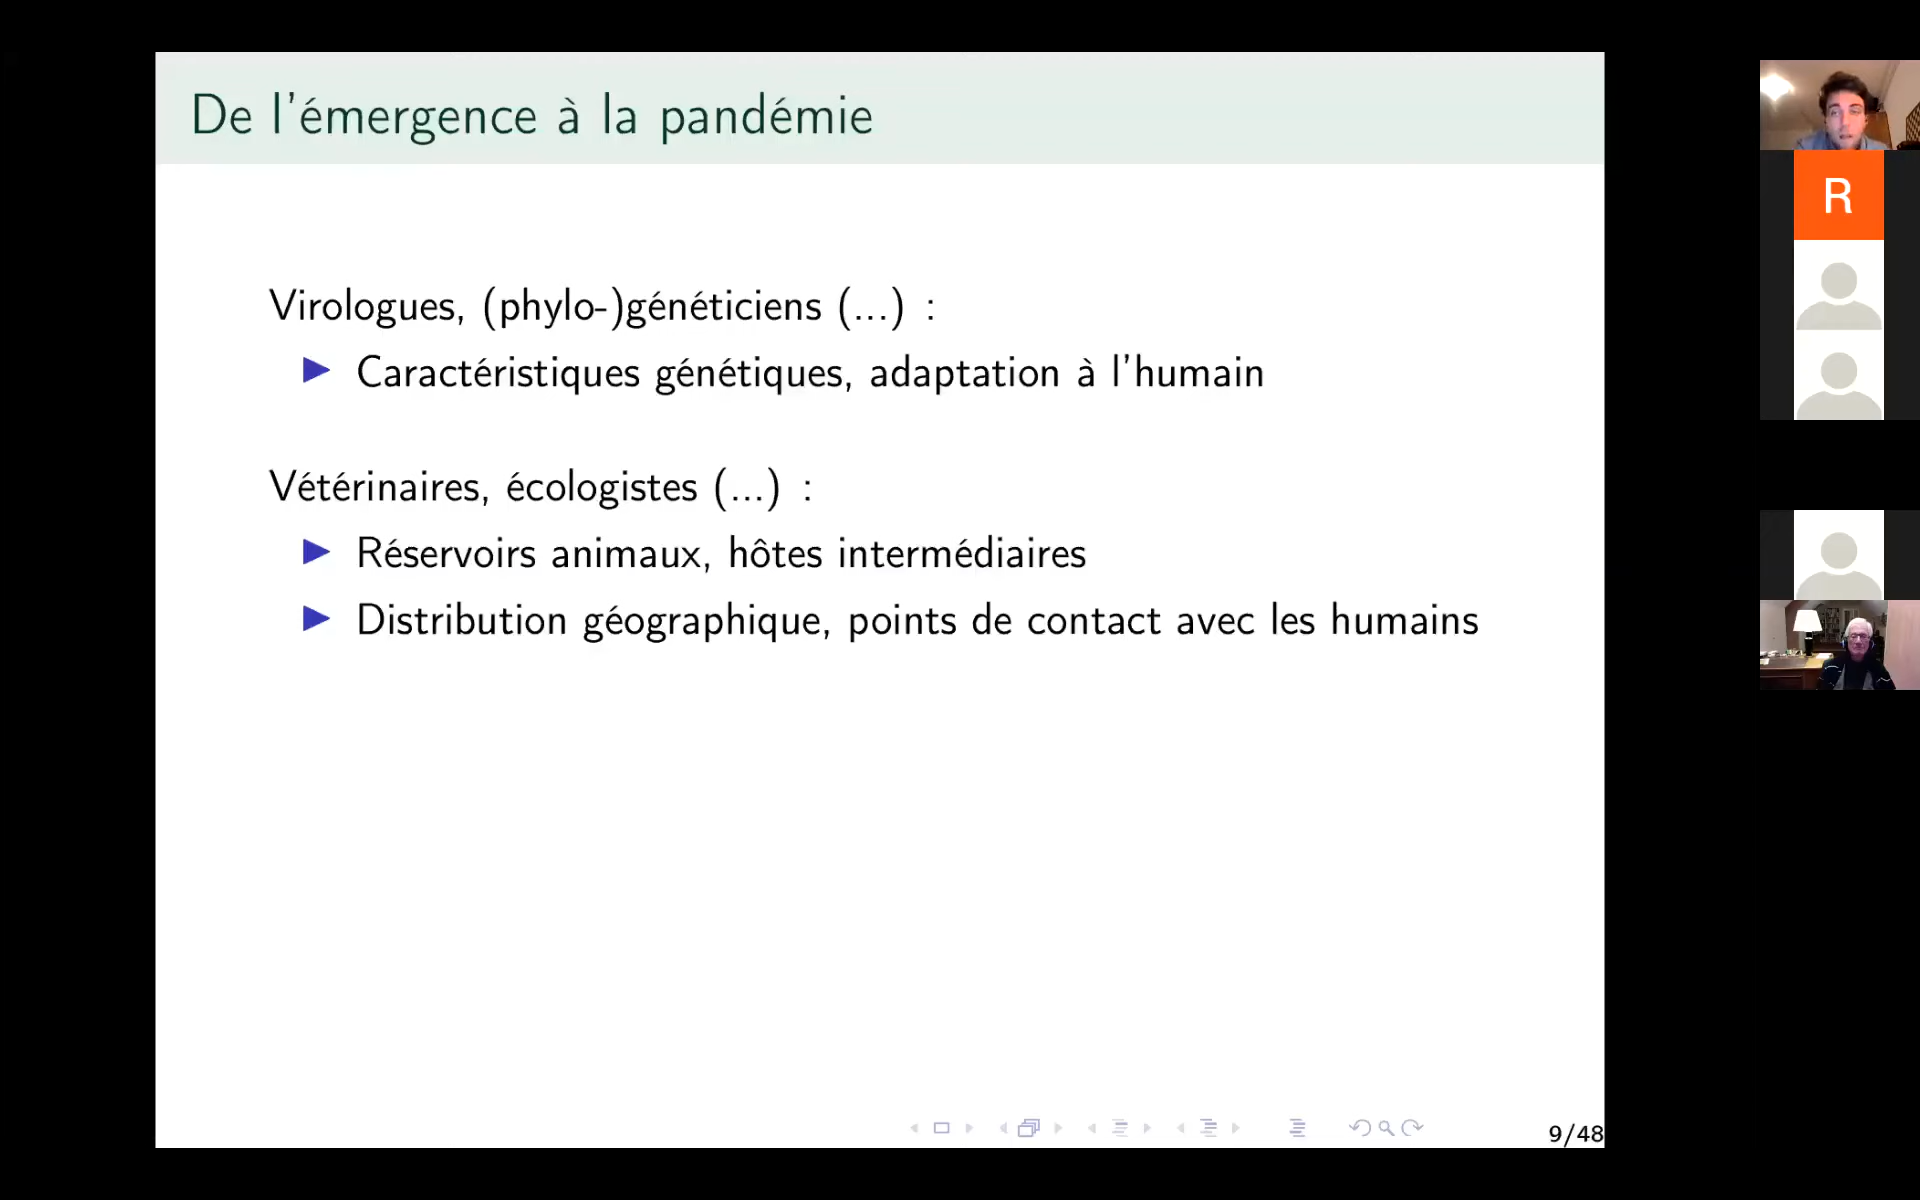 De l'émergence à la pandémie
Virologues, (phylo-)généticiens (...) :
Caractéristiques génétiques, adaptation à l'humain
Vétérinaires, écologistes (...) :
Réservoirs animaux, hôtes intermédiaires
Distribution géographique, points de contact avec les humains
9/48
R